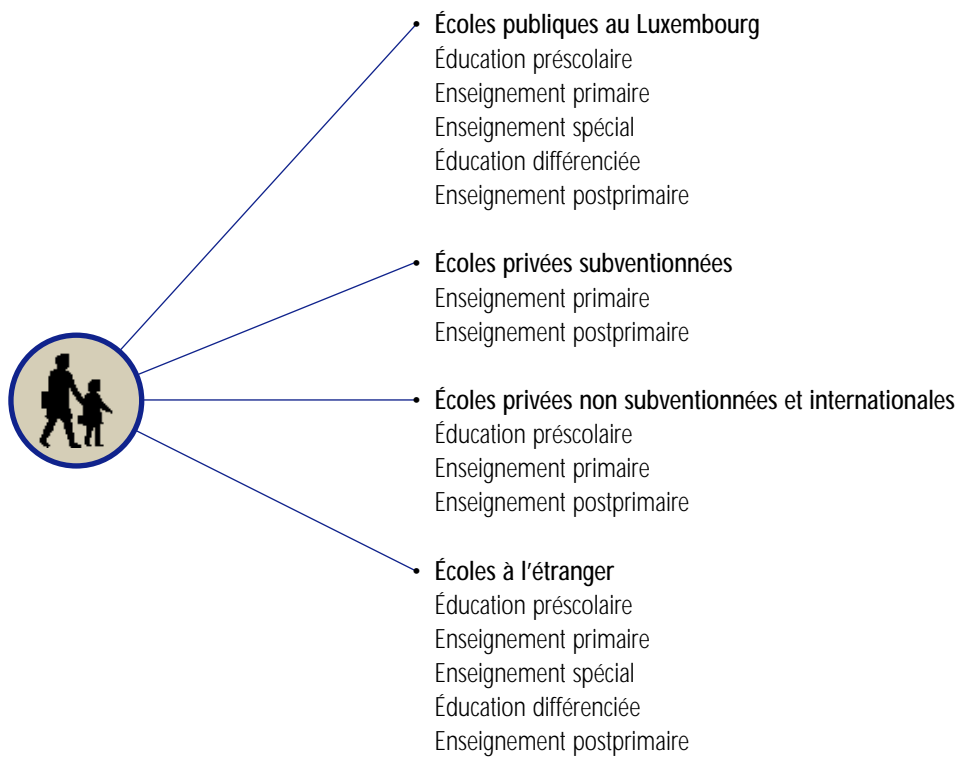 • Écoles publiques au Luxembourg
Éducation préscolaire
Enseignement primaire
Enseignement spécial
Éducation différenciée
Enseignement postprimaire
• Écoles privées subventionnées
Enseignement primaire
Enseignement postprimaire
• Écoles privées non subventionnées et internationales
Éducation préscolaire
Enseignement primaire
Enseignement postprimaire
• Écoles à l’étranger
Éducation préscolaire
Enseignement primaire
Enseignement spécial
Éducation différenciée
Enseignement postprimaire